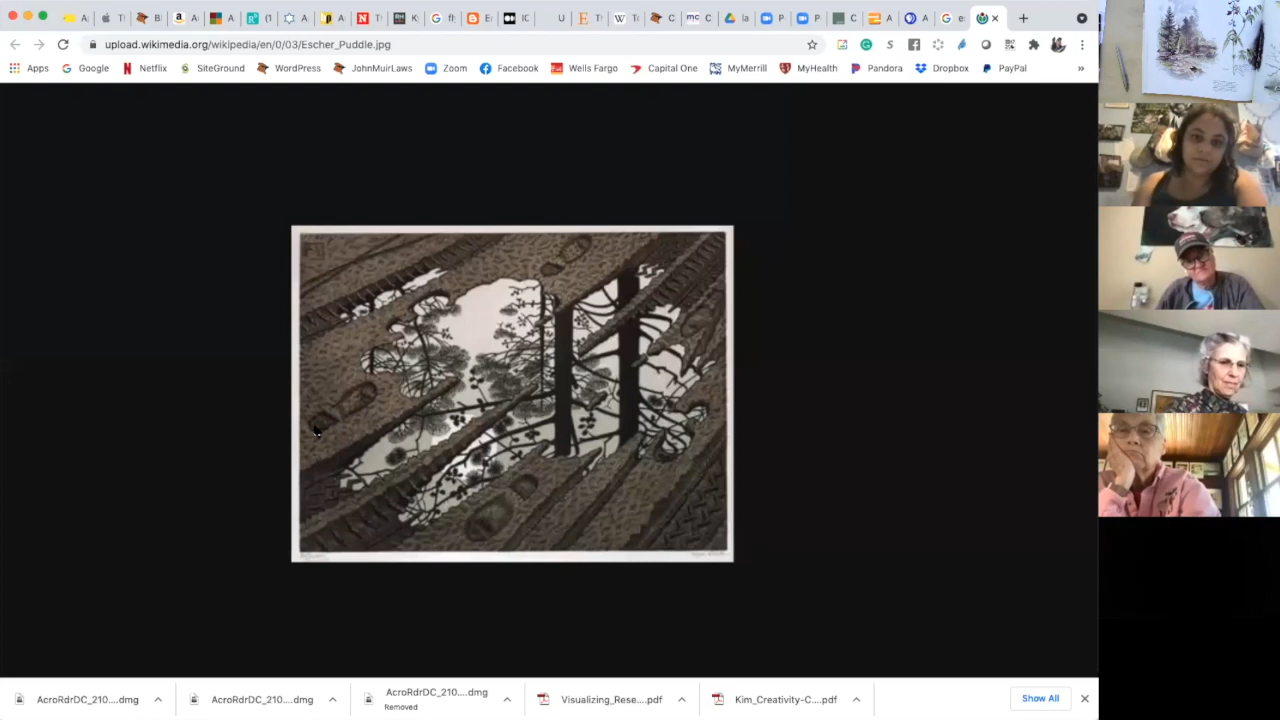 upload.wikimedia.org/wikipedia/en/0/03/Escher_Puddle.jpg
Apps
Google
Netflix
SiteGround
WordPress
JohnMuirLaws
Zoom
Facebook
Wells Fargo
Capital One
MyMerrill
MyHealth
Pandora
Dropbox
PayPal
»
AcroRdrDC_210....dmg
AcroRdrDC_210....dmg
AcroRdrDC_210....dmg
Removed
Visualizing_Rese....pdf
Kim_Creativity-C....pdf
Show All